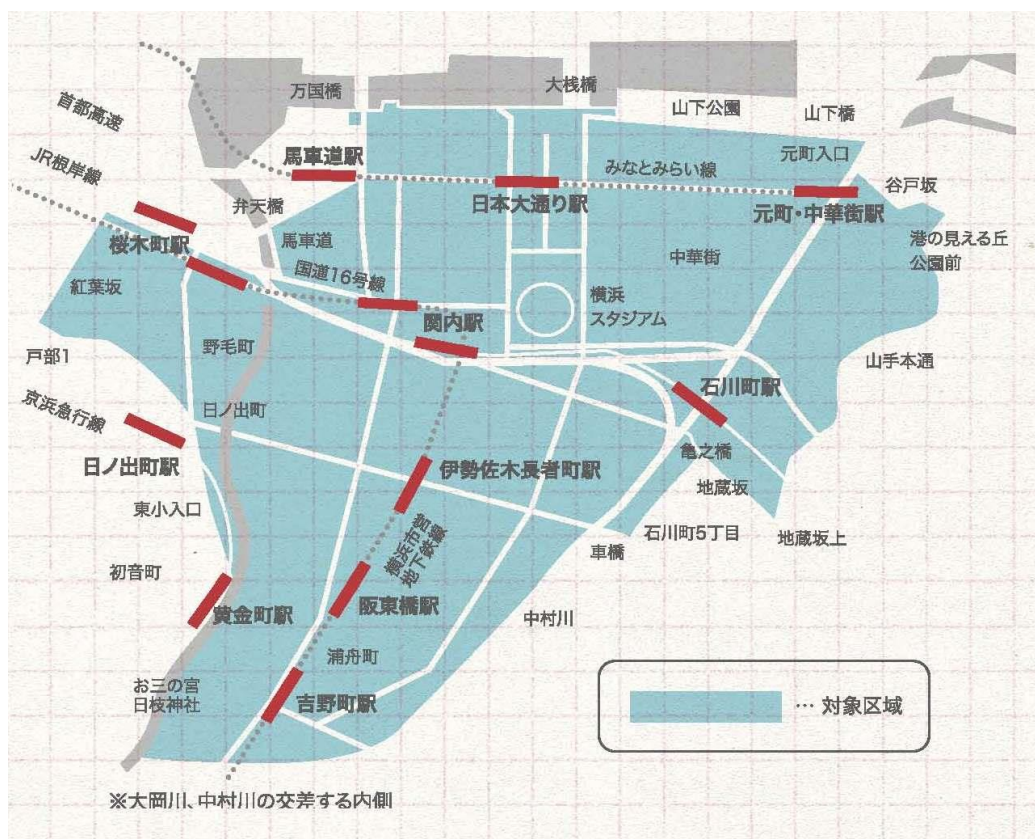 万国橋
大桟橋
首都高速
山下公園
山下橋
馬車道駅
元町入口
JR根岸線
みなとみらい線
日本大通り駅
元町・中華街駅
谷戸坂
弁天橋
桜木町駅
馬車道
中華街
港の見える丘
公園前
国道16号線
紅葉坂
横浜
スタジアム
関内駅
野毛町
戸部1
山手本通
石川町駅
京浜急行線
日ノ出町
亀之橋
日ノ出町駅
伊勢佐木長者町駅
地蔵坂
東小入口
石川町5丁目
地蔵坂上
車橋
横浜市営
地下鉄線
初音町
黄金町駅
阪東橋駅
中村川
浦舟町
お三の宮
日枝神社
吉野町駅
… 対象区域
※大岡川、中村川の交差する内側